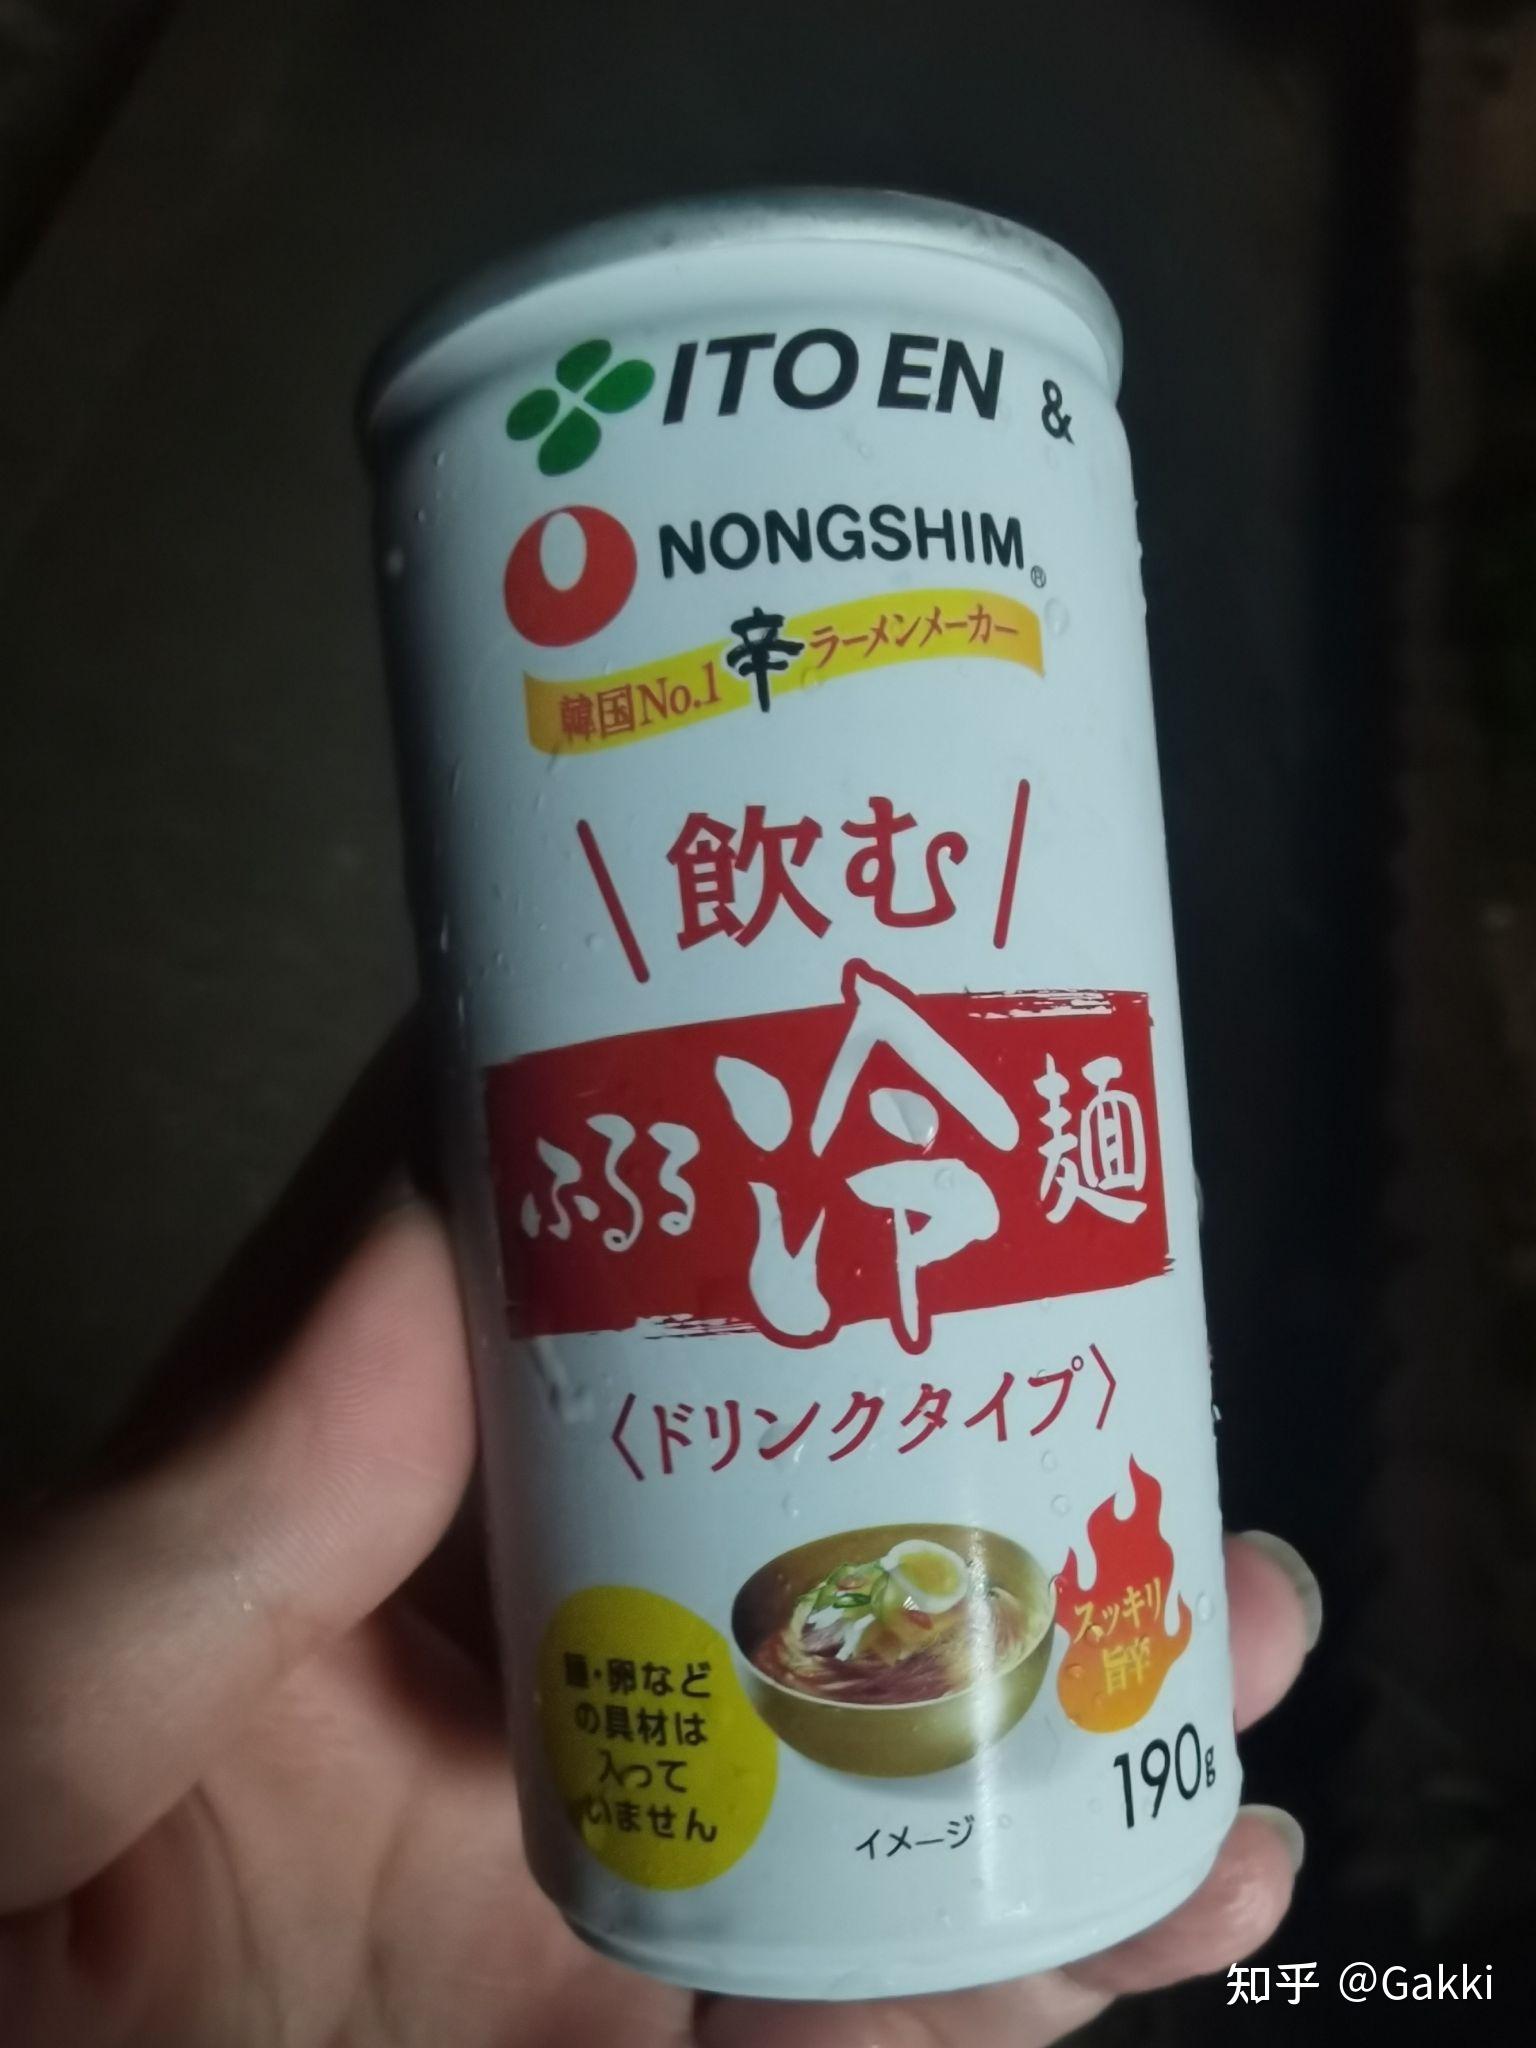 ITO EN &
NONGSHIM®
韓国No.1 辛 ラーメンメーカー
\ 飲む /
ふるる冷麺
〈ドリンクタイプ〉
スッキリ
旨辛
麺・卵など
の具材は
入って
いません
190g
イメージ
知乎 @Gakki